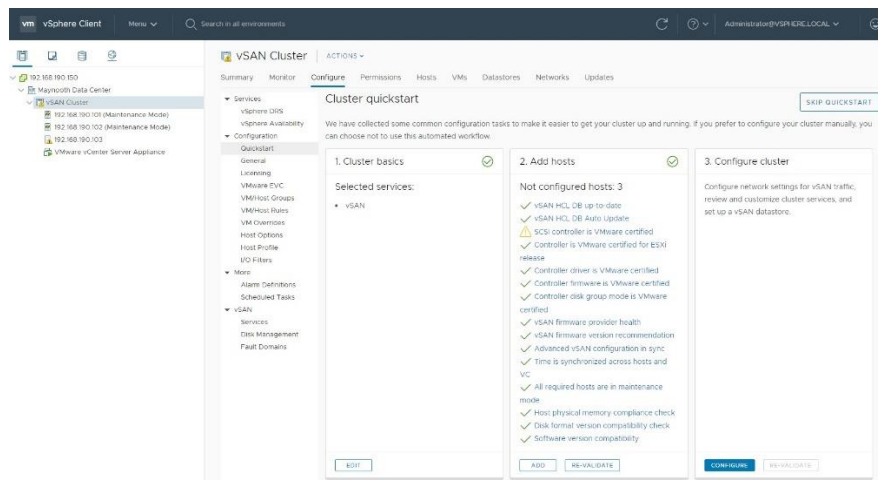 vm vSphere Client Menu Search in all environments Administrator@VSPHERE.LOCAL
192.168.190.150
Maynooth Data Center
vSAN Cluster
192.168.190.101 (Maintenance Mode)
192.168.190.102 (Maintenance Mode)
192.168.190.103
VMware vCenter Server Appliance
vSAN Cluster ACTIONS
Summary Monitor Configure Permissions Hosts VMs Datastores Networks Updates
Services
vSphere DRS
vSphere Availability
Configuration
Quickstart
General
Licensing
VMware EVC
VM/Host Groups
VM/Host Rules
VM Overrides
Host Options
Host Profile
I/O Filters
More
Alarm Definitions
Scheduled Tasks
vSAN
Services
Disk Management
Fault Domains
Cluster quickstart
SKIP QUICKSTART
We have collected some common configuration tasks to make it easier to get your cluster up and running. If you prefer to configure your cluster manually, you
can choose not to use this automated workflow.
1. Cluster basics
Selected services:
• vSAN
EDIT
2. Add hosts
Not configured hosts: 3
vSAN HCL DB up-to-date
vSAN HCL DB Auto Update
SCSI controller is VMware certified
Controller is VMware certified for ESXi
release
Controller driver is VMware certified
Controller firmware is VMware certified
Controller disk group mode is VMware
certified
vSAN firmware provider health
vSAN firmware version recommendation
Advanced vSAN configuration in sync
Time is synchronized across hosts and
VC
All required hosts are in maintenance
mode
Host physical memory compliance check
Disk format version compatibility check
Software version compatibility
ADD RE-VALIDATE
3. Configure cluster
Configure network settings for vSAN traffic,
review and customize cluster services, and
set up a vSAN datastore.
CONFIGURE RE-VALIDATE